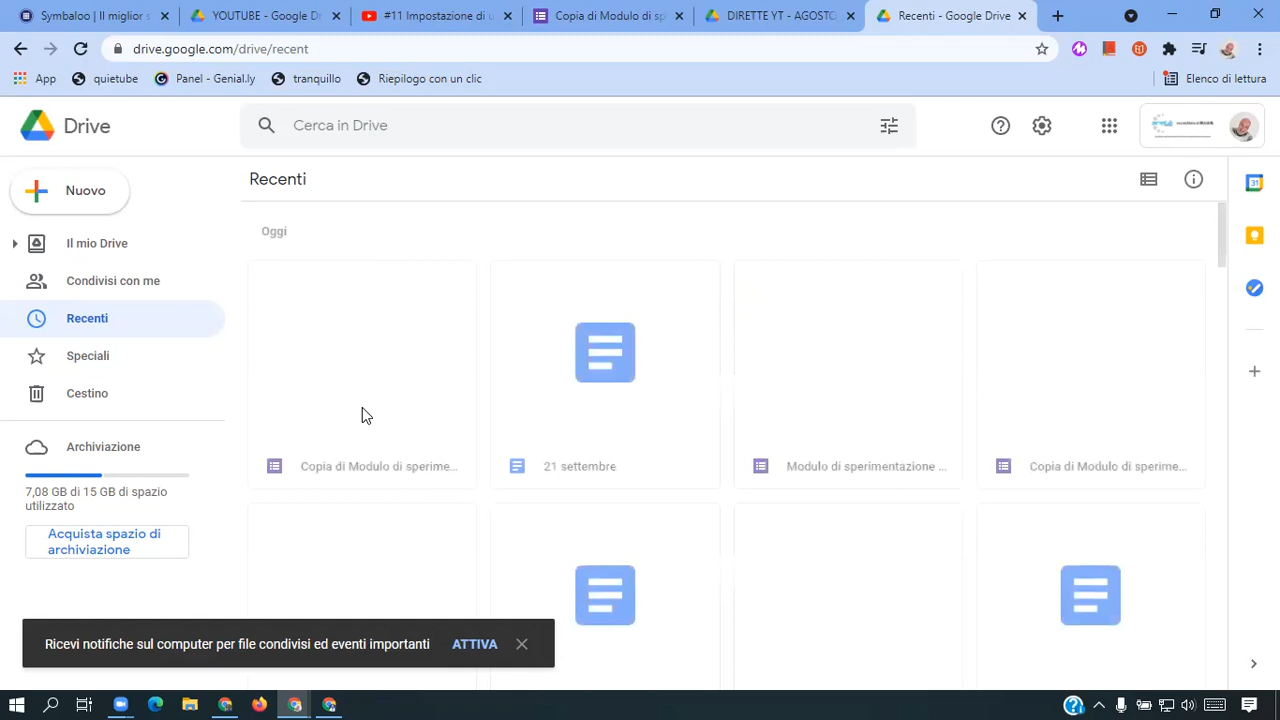 Symbaloo | Il miglior s
YOUTUBE - Google D
#11 Impostazione di u
Copia di Modulo di sp
DIRETTE YT - AGOSTO
Recenti - Google Drive
drive.google.com/drive/recent
App
quietube
Panel - Genial.ly
tranquillo
Riepilogo con un clic
Elenco di lettura
Drive
Cerca in Drive
Nuovo
Recenti
Il mio Drive
Condivisi con me
Recenti
Speciali
Cestino
Archiviazione
7,08 GB di 15 GB di spazio
utilizzato
Acquista spazio di
archiviazione
Oggi
Copia di Modulo di sperime...
21 settembre
Modulo di sperimentazione ...
Copia di Modulo di sperime...
Ricevi notifiche sul computer per file condivisi ed eventi importanti
ATTIVA
31